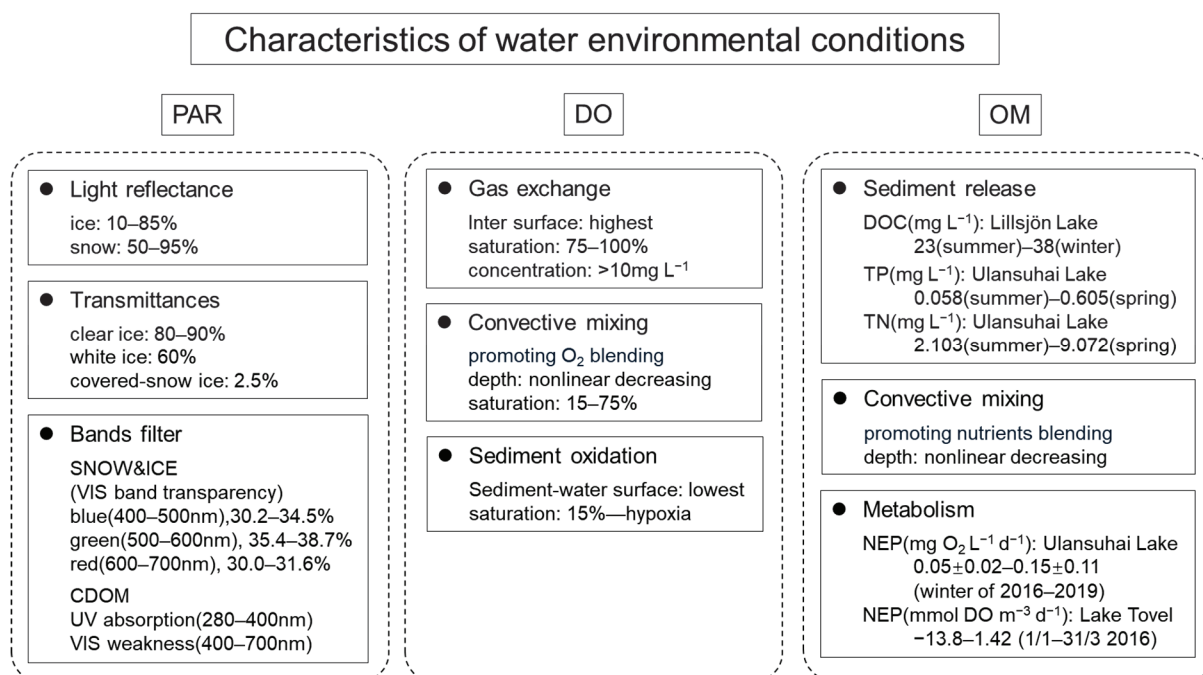 Characteristics of water environmental conditions
PAR
● Light reflectance
ice: 10–85%
snow: 50–95%
● Transmittances
clear ice: 80–90%
white ice: 60%
covered-snow ice: 2.5%
● Bands filter
SNOW&ICE
(VIS band transparency)
blue(400–500nm),30.2–34.5%
green(500–600nm), 35.4–38.7%
red(600–700nm), 30.0–31.6%
CDOM
UV absorption(280–400nm)
VIS weakness(400–700nm)
DO
● Gas exchange
Inter surface: highest
saturation: 75–100%
concentration: >10mg L⁻¹
● Convective mixing
promoting O₂ blending
depth: nonlinear decreasing
saturation: 15–75%
● Sediment oxidation
Sediment-water surface: lowest
saturation: 15%—hypoxia
OM
● Sediment release
DOC(mg L⁻¹): Lillsjön Lake
23(summer)–38(winter)
TP(mg L⁻¹): Ulansuhai Lake
0.058(summer)–0.605(spring)
TN(mg L⁻¹): Ulansuhai Lake
2.103(summer)–9.072(spring)
● Convective mixing
promoting nutrients blending
depth: nonlinear decreasing
● Metabolism
NEP(mg O₂ L⁻¹ d⁻¹): Ulansuhai Lake
0.05±0.02–0.15±0.11
(winter of 2016–2019)
NEP(mmol DO m⁻³ d⁻¹): Lake Tovel
−13.8–1.42 (1/1–31/3 2016)